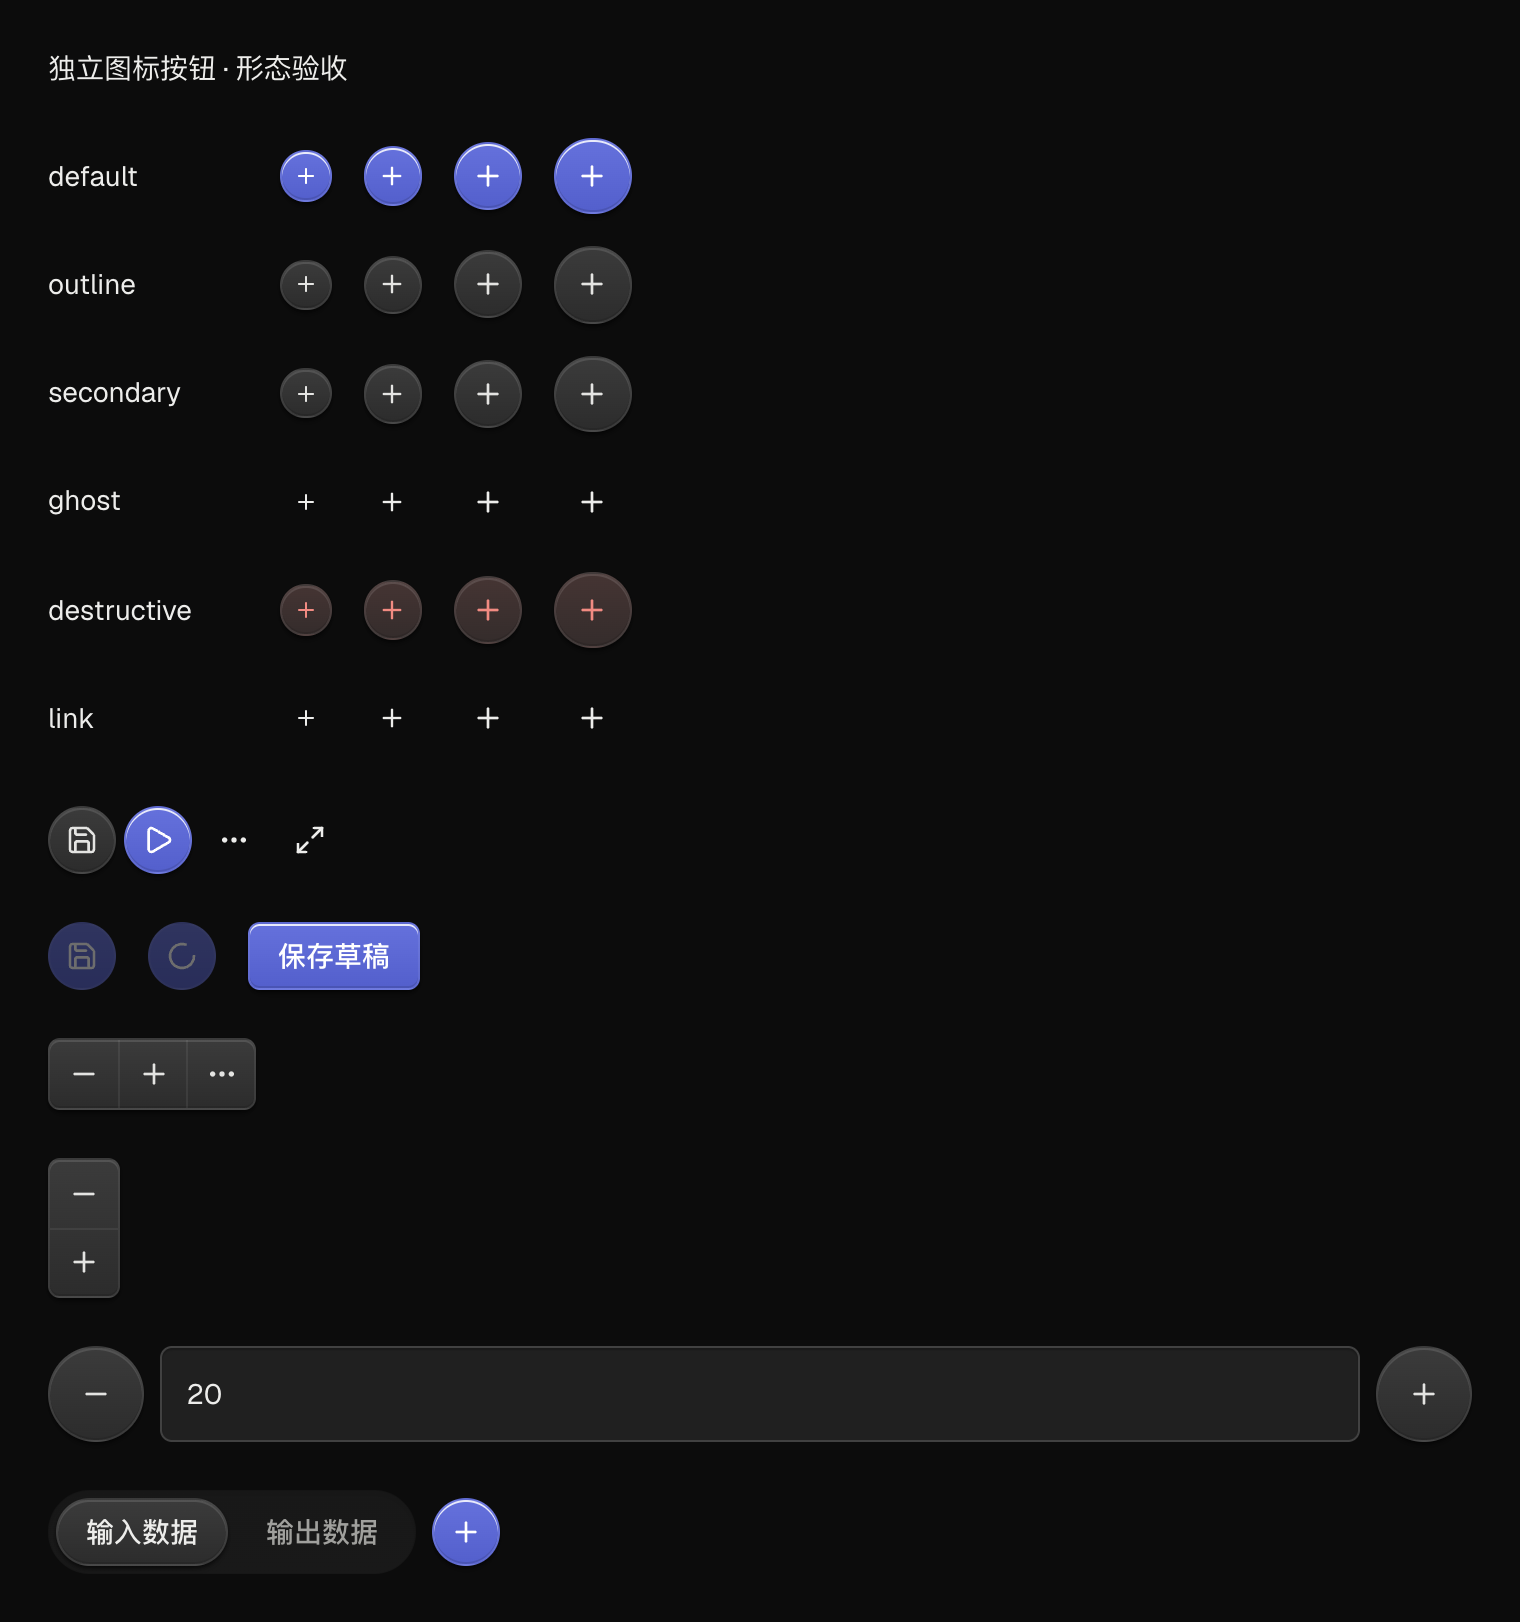 独立图标按钮 · 形态验收
default
outline
secondary
ghost
destructive
link
保存草稿
20
输入数据 输出数据